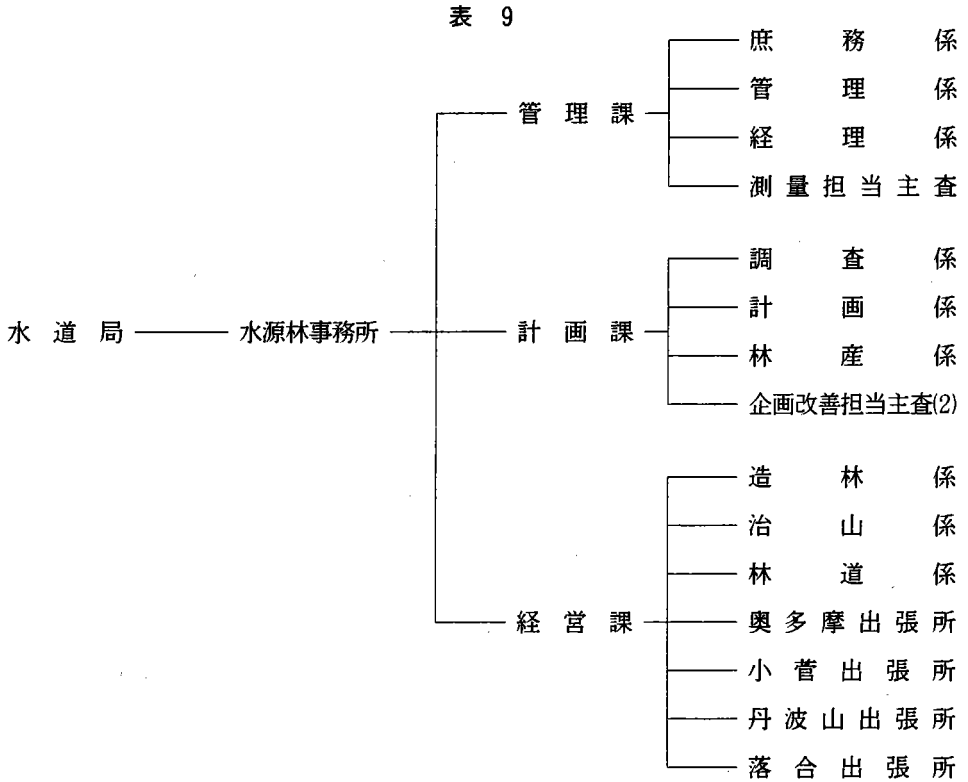 表 9
水道局
水源林事務所
管理課
庶務係
管理係
経理係
測量担当主査
計画課
調査係
計画係
林産係
企画改善担当主査(2)
経営課
造林係
治山係
林道係
奥多摩出張所
小菅出張所
丹波山出張所
落合出張所